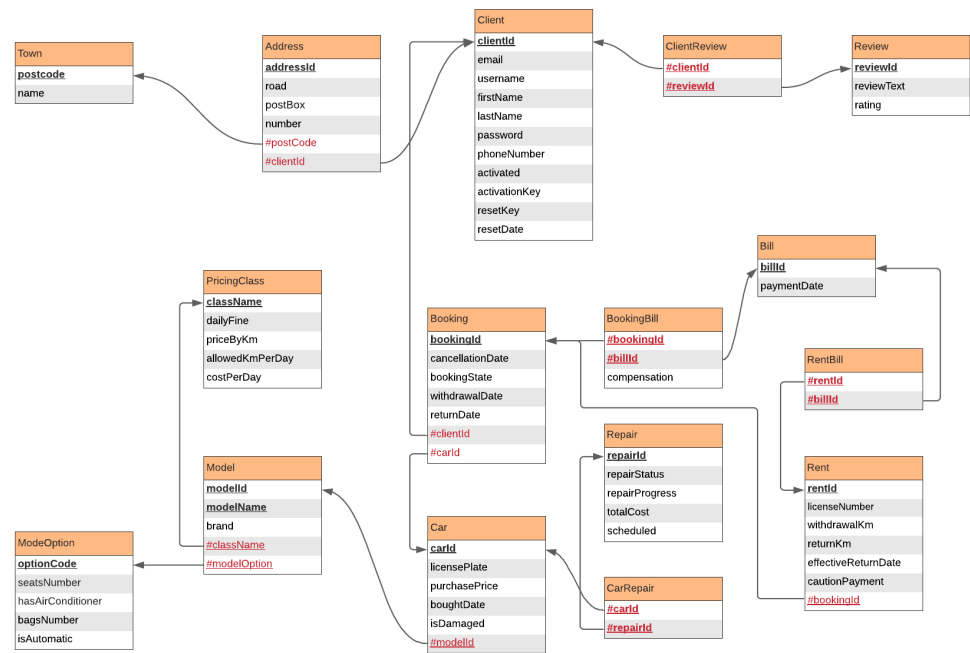 Town
postcode
name
Address
addressId
road
postBox
number
#postCode
#clientId
Client
clientId
email
username
firstName
lastName
password
phoneNumber
activated
activationKey
resetKey
resetDate
ClientReview
#clientId
#reviewId
Review
reviewId
reviewText
rating
Bill
billId
paymentDate
PricingClass
className
dailyFine
priceByKm
allowedKmPerDay
costPerDay
Booking
bookingId
cancellationDate
bookingState
withdrawalDate
returnDate
#clientId
#carId
BookingBill
#bookingId
#billId
compensation
RentBill
#rentId
#billId
Repair
repairId
repairStatus
repairProgress
totalCost
scheduled
Rent
rentId
licenseNumber
withdrawalKm
returnKm
effectiveReturnDate
cautionPayment
#bookingId
Model
modelId
modelName
brand
#className
#modelOption
ModeOption
optionCode
seatsNumber
hasAirConditioner
bagsNumber
isAutomatic
Car
carId
licensePlate
purchasePrice
boughtDate
isDamaged
#modelId
CarRepair
#carId
#repairId